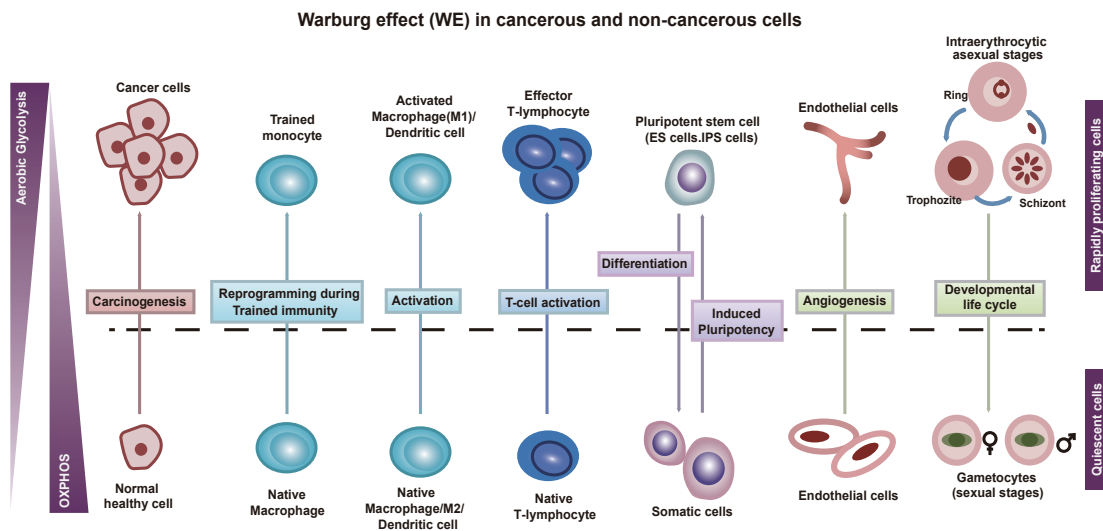 Warburg effect (WE) in cancerous and non-cancerous cells
Aerobic Glycolysis
OXPHOS
Cancer cells
Trained
monocyte
Activated
Macrophage(M1)/
Dendritic cell
Effector
T-lymphocyte
Pluripotent stem cell
(ES cells.IPS cells)
Endothelial cells
Intraerythrocytic
asexual stages
Ring
Trophozite
Schizont
Rapidly proliferating cells
Carcinogenesis
Reprogramming during
Trained immunity
Activation
T-cell activation
Differentiation
Induced
Pluripotency
Angiogenesis
Developmental
life cycle
Quiescent cells
Normal
healthy cell
Native
Macrophage
Native
Macrophage/M2/
Dendritic cell
Native
T-lymphocyte
Somatic cells
Endothelial cells
♀
♂
Gametocytes
(sexual stages)